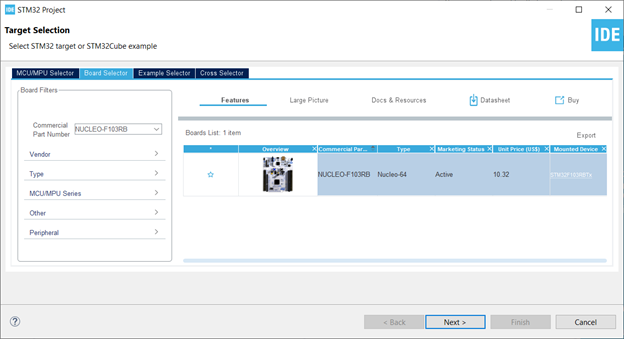 IDE STM32 Project
Target Selection
Select STM32 target or STM32Cube example
IDE
MCU/MPU Selector Board Selector Example Selector Cross Selector
Board Filters
Features Large Picture Docs & Resources Datasheet Buy
Commercial Part Number NUCLEO-F103RB
Vendor
Type
MCU/MPU Series
Other
Peripheral
Boards List: 1 item
Export
* Overview Commercial Par... Type Marketing Status Unit Price (US$) Mounted Device
NUCLEO-F103RB Nucleo-64 Active 10.32 STM32F103RBTx
< Back Next > Finish Cancel